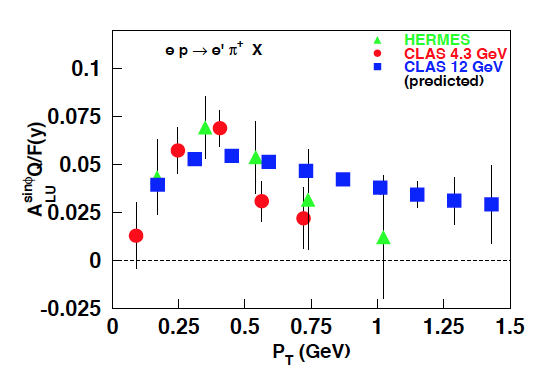 e p → e' π⁺ X
HERMES
CLAS 4.3 GeV
CLAS 12 GeV
(predicted)
A_LU^sinϕ Q/F(y)
0.1
0.075
0.05
0.025
0
-0.025
0 0.25 0.5 0.75 1 1.25 1.5
P_T (GeV)